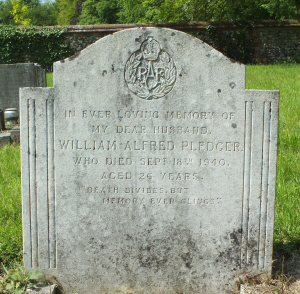 RAF
IN EVER LOVING MEMORY OF
MY DEAR HUSBAND,
WILLIAM ALFRED PLEDGER
WHO DIED SEPT 18TH 1940,
AGED 26 YEARS.
DEATH DIVIDES, BUT
MEMORY EVER CLINGS